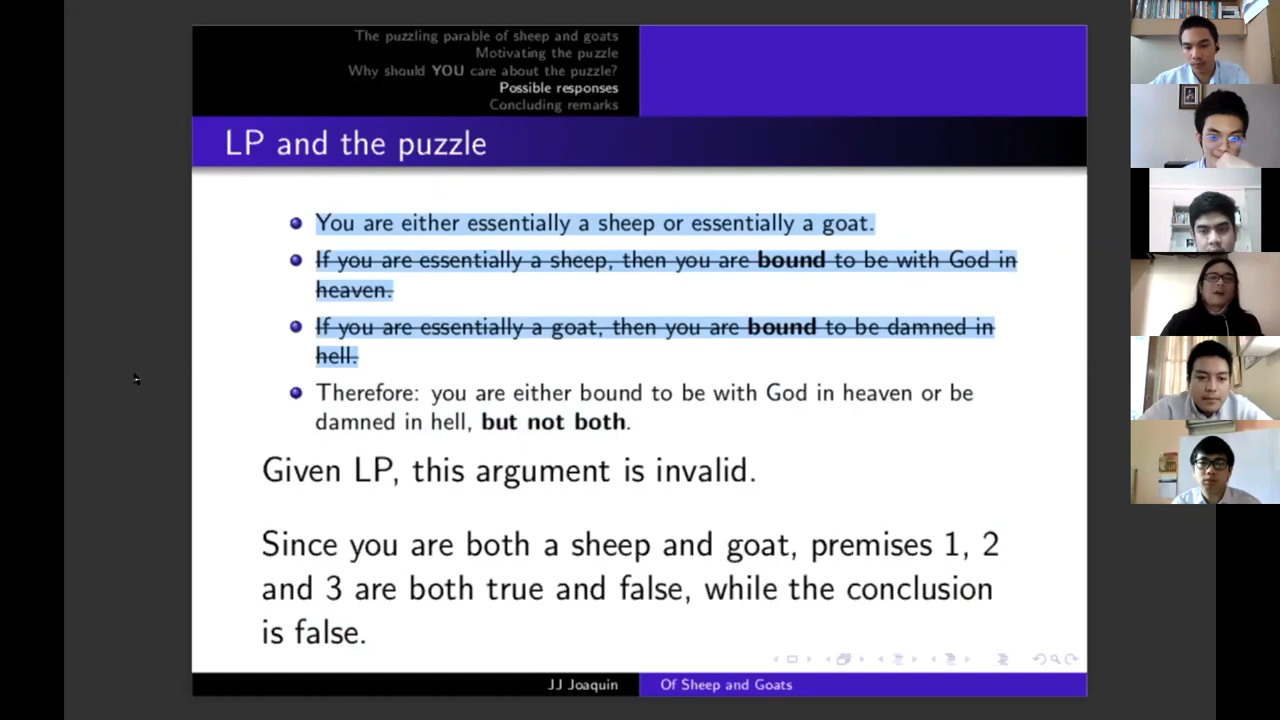 The puzzling parable of sheep and goats
Motivating the puzzle
Why should YOU care about the puzzle?
Possible responses
Concluding remarks
LP and the puzzle
You are either essentially a sheep or essentially a goat.
If you are essentially a sheep, then you are bound to be with God in
heaven.
If you are essentially a goat, then you are bound to be damned in
hell.
Therefore: you are either bound to be with God in heaven or be
damned in hell, but not both.
Given LP, this argument is invalid.
Since you are both a sheep and goat, premises 1, 2
and 3 are both true and false, while the conclusion
is false.
JJ Joaquin
Of Sheep and Goats